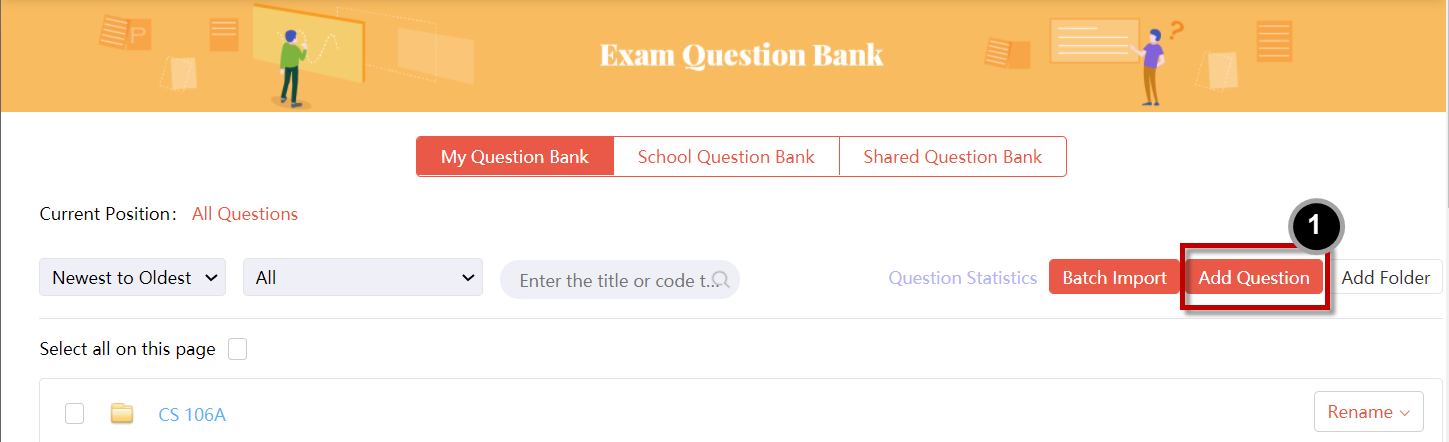 P
Exam Question Bank
?
My Question Bank School Question Bank Shared Question Bank
Current Position: All Questions
1
Newest to Oldest All Enter the title or code t... Question Statistics Batch Import Add Question Add Folder
Select all on this page
CS 106A Rename